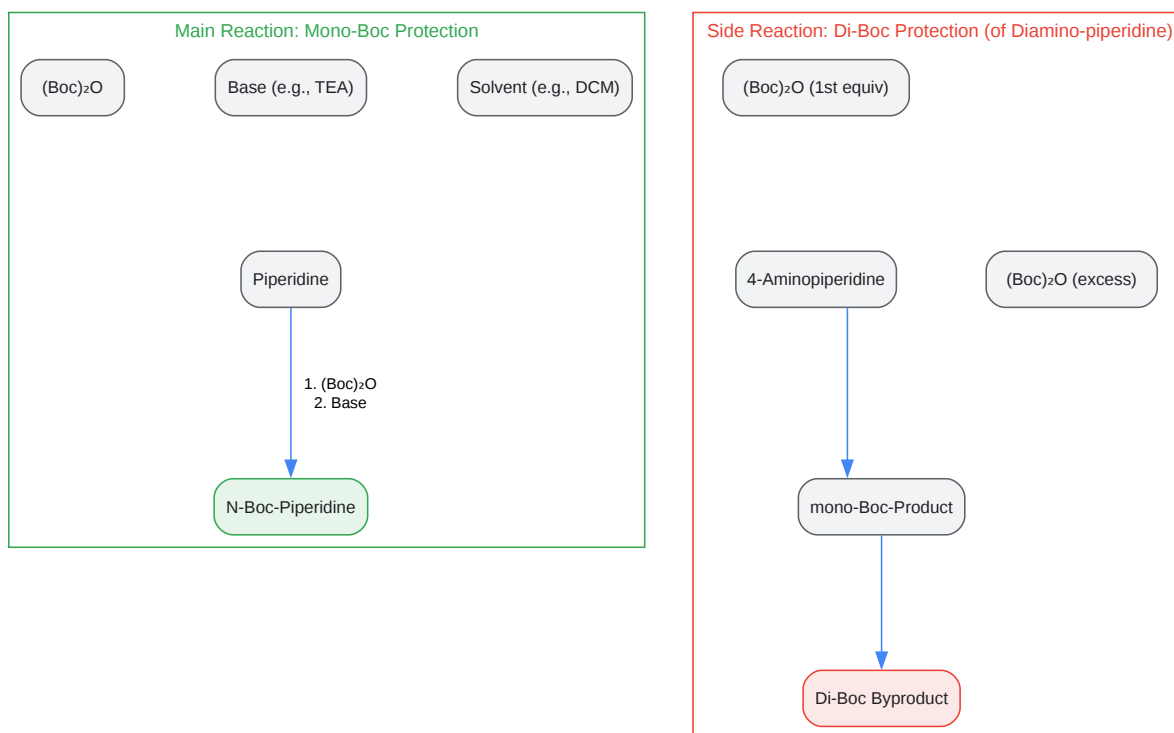 Main Reaction: Mono-Boc Protection
(Boc)₂O
Base (e.g., TEA)
Solvent (e.g., DCM)
Piperidine
1. (Boc)₂O
2. Base
N-Boc-Piperidine
Side Reaction: Di-Boc Protection (of Diamino-piperidine)
(Boc)₂O (1st equiv)
4-Aminopiperidine
(Boc)₂O (excess)
mono-Boc-Product
Di-Boc Byproduct